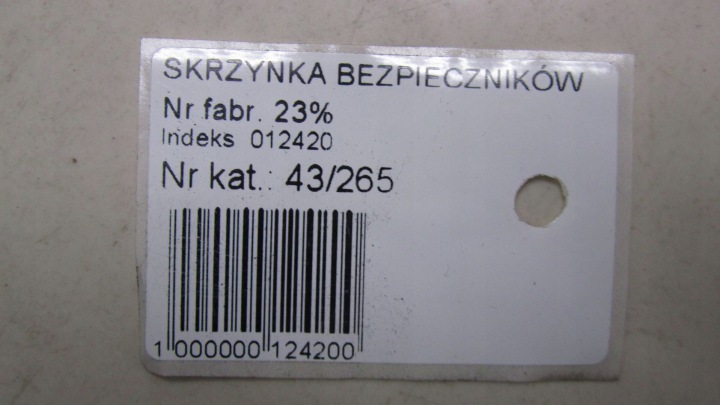 SKRZYNKA BEZPIECZNIKÓW
Nr fabr. 23%
Indeks 012420
Nr kat.: 43/265
1 000000 124200